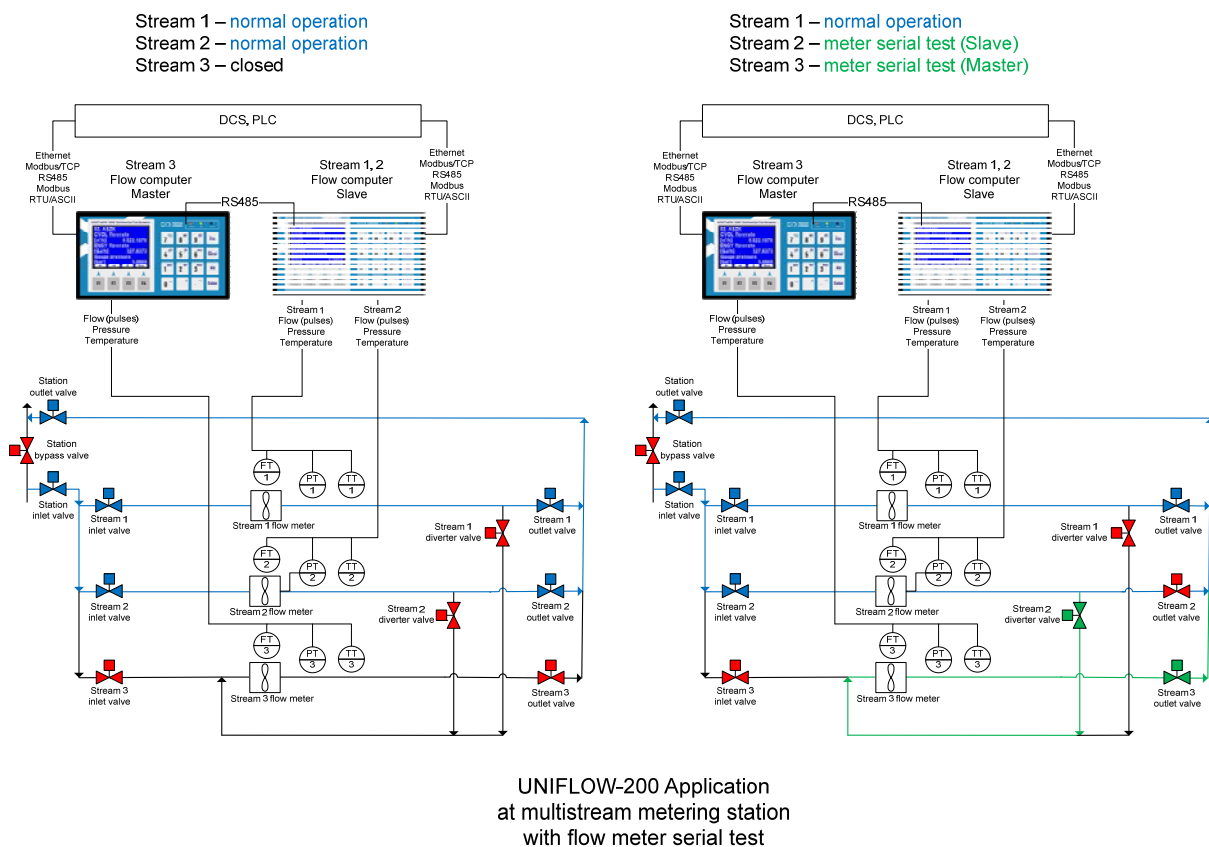 Stream 1 – normal operation
Stream 2 – normal operation
Stream 3 – closed
DCS, PLC
Ethernet
Modbus/TCP
RS485
Modbus
RTU/ASCII
Stream 3
Flow computer
Master
RS485
Stream 1, 2
Flow computer
Slave
Ethernet
Modbus/TCP
RS485
Modbus
RTU/ASCII
Flow (pulses)
Pressure
Temperature
Stream 1
Flow (pulses)
Pressure
Temperature
Stream 2
Flow (pulses)
Pressure
Temperature
Station
outlet valve
Station
bypass valve
Station
inlet valve
FT
1
PT
1
TT
1
Stream 1
inlet valve
Stream 1 flow meter
Stream 1
diverter valve
Stream 1
outlet valve
FT
2
PT
2
TT
2
Stream 2
inlet valve
Stream 2 flow meter
Stream 2
diverter valve
Stream 2
outlet valve
FT
3
PT
3
TT
3
Stream 3
inlet valve
Stream 3 flow meter
Stream 3
outlet valve
Stream 1 – normal operation
Stream 2 – meter serial test (Slave)
Stream 3 – meter serial test (Master)
DCS, PLC
Ethernet
Modbus/TCP
RS485
Modbus
RTU/ASCII
Stream 3
Flow computer
Master
RS485
Stream 1, 2
Flow computer
Slave
Ethernet
Modbus/TCP
RS485
Modbus
RTU/ASCII
Flow (pulses)
Pressure
Temperature
Stream 1
Flow (pulses)
Pressure
Temperature
Stream 2
Flow (pulses)
Pressure
Temperature
Station
outlet valve
Station
bypass valve
Station
inlet valve
FT
1
PT
1
TT
1
Stream 1
inlet valve
Stream 1 flow meter
Stream 1
diverter valve
Stream 1
outlet valve
FT
2
PT
2
TT
2
Stream 2
inlet valve
Stream 2 flow meter
Stream 2
diverter valve
Stream 2
outlet valve
FT
3
PT
3
TT
3
Stream 3
inlet valve
Stream 3 flow meter
Stream 3
outlet valve
UNIFLOW-200 Application
at multistream metering station
with flow meter serial test